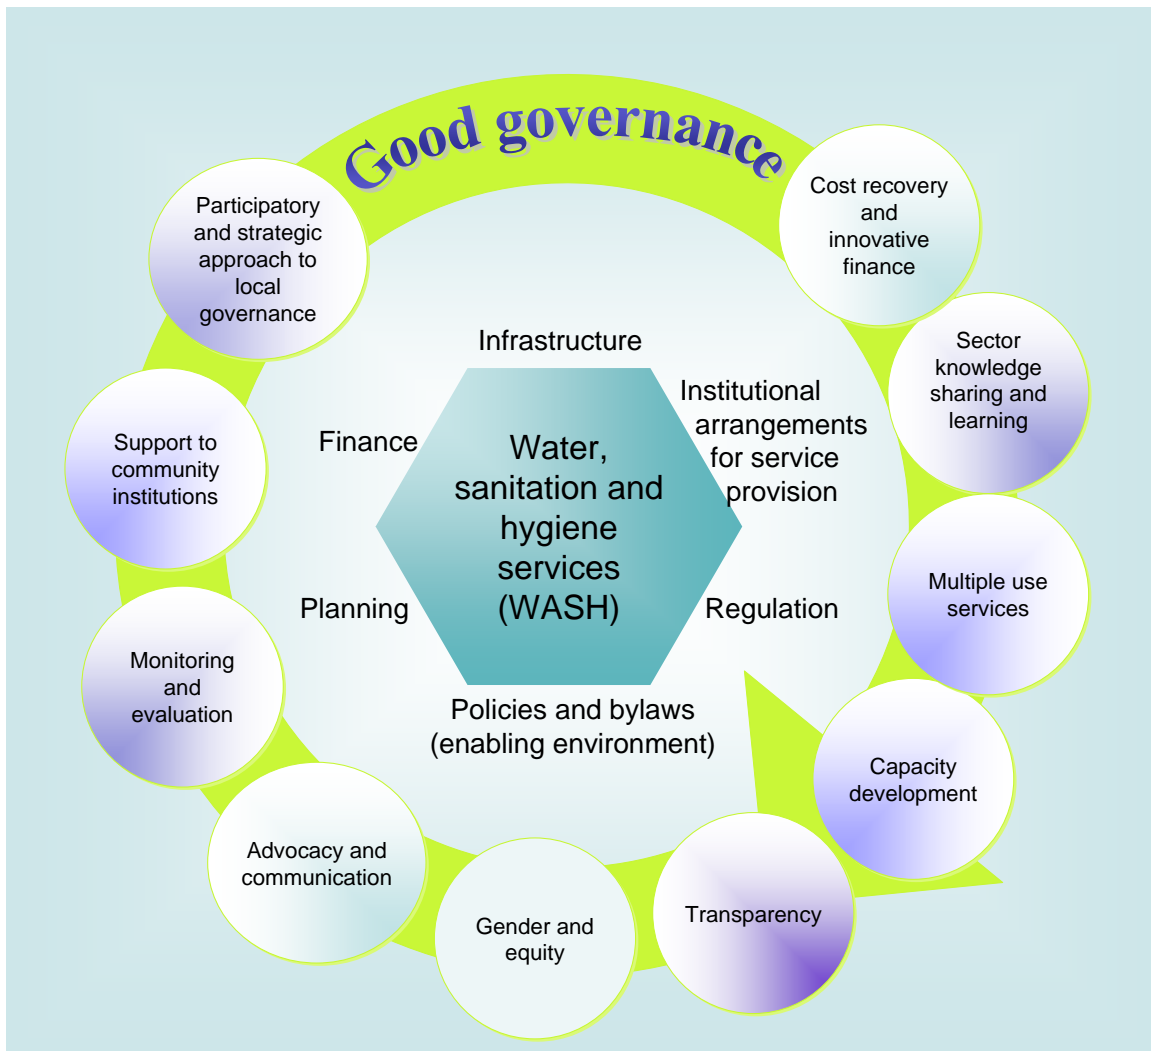 Good governance
Cost recovery
and
innovative
finance
Participatory
and strategic
approach to
local
governance
Sector
knowledge
sharing and
learning
Infrastructure
Institutional
arrangements
for service
provision
Finance
Water,
sanitation and
hygiene
services
(WASH)
Support to
community
institutions
Multiple use
services
Planning
Regulation
Monitoring
and
evaluation
Policies and bylaws
(enabling environment)
Capacity
development
Advocacy and
communication
Transparency
Gender and
equity